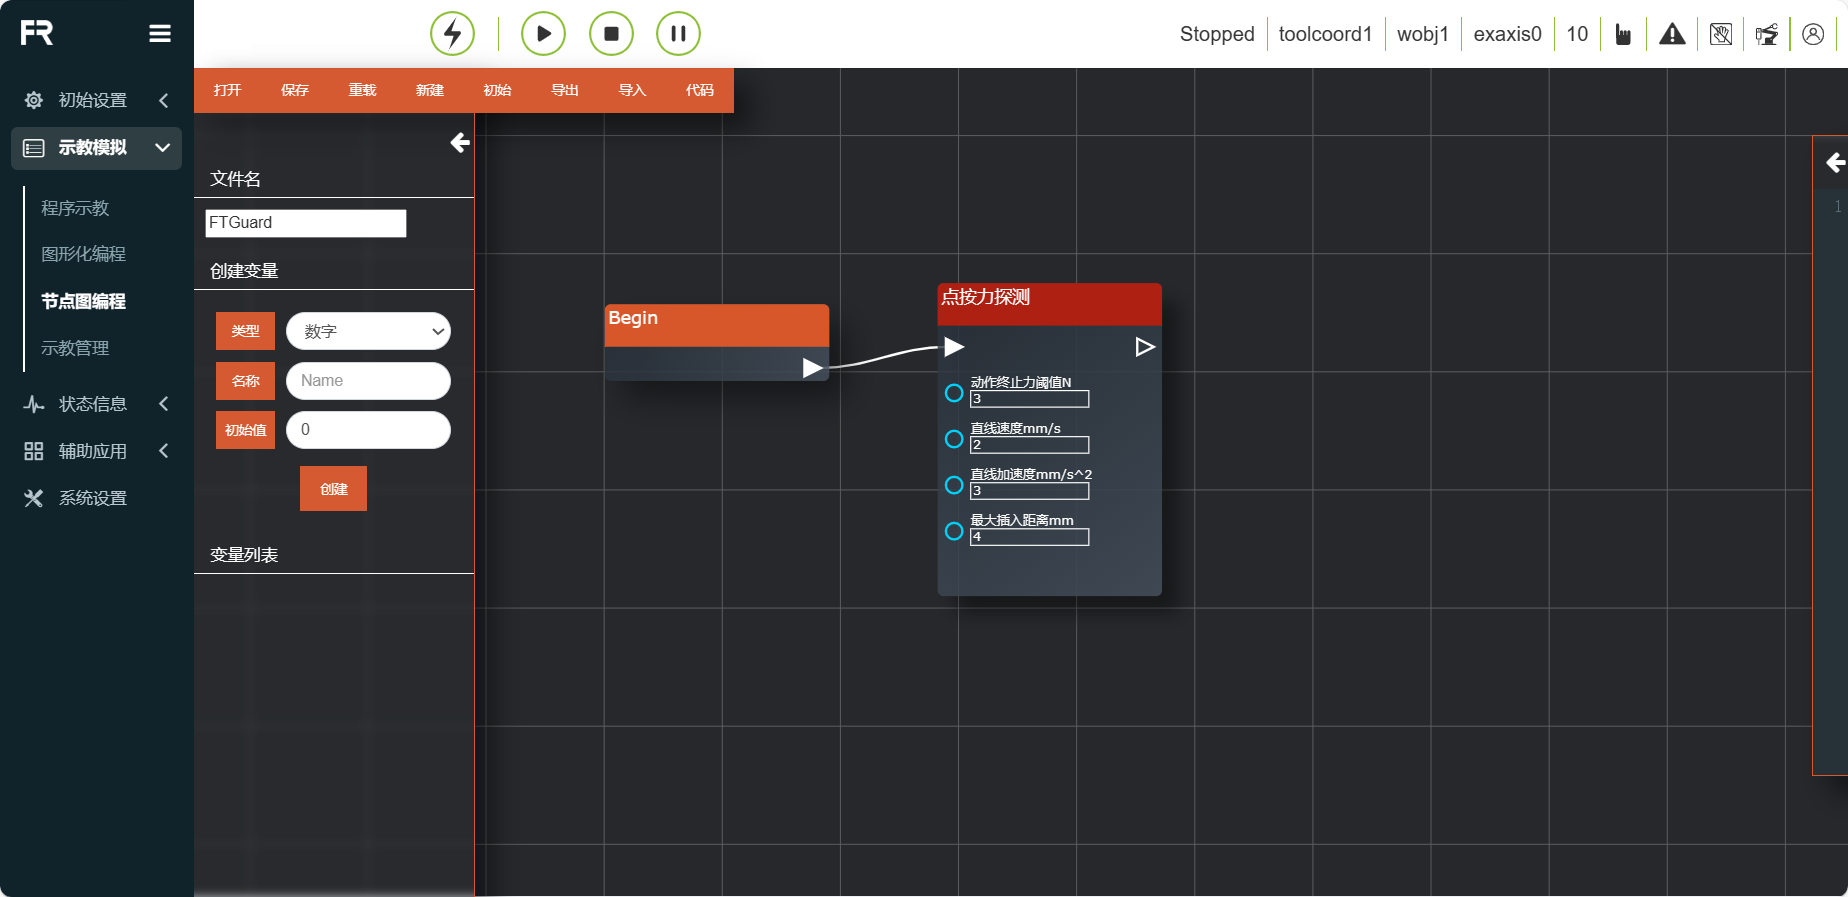 FR
Stopped
toolcoord1
wobj1
exaxis0
10
初始设置
示教模拟
程序示教
图形化编程
节点图编程
示教管理
状态信息
辅助应用
系统设置
打开
保存
重载
新建
初始
导出
导入
代码
文件名
FTGuard
创建变量
类型
数字
名称
Name
初始值
0
创建
变量列表
Begin
点按力探测
动作终止力阈值N
3
直线速度mm/s
2
直线加速度mm/s^2
3
最大插入距离mm
4
1